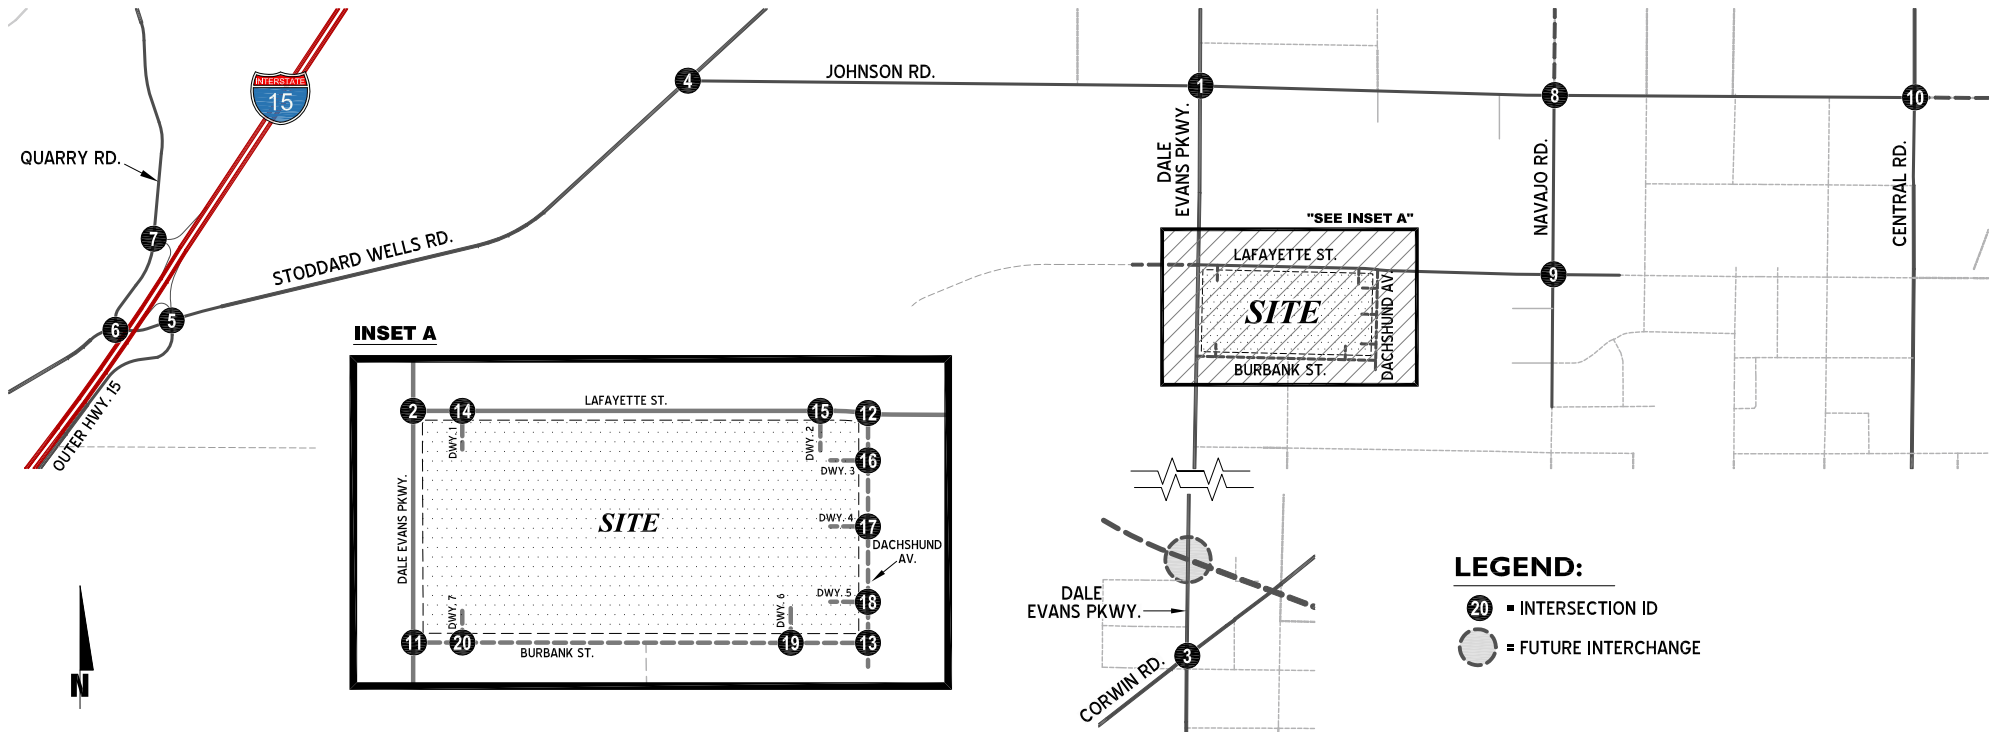 JOHNSON RD.
4
1
8
10
INTERSTATE
15
QUARRY RD.
DALE
EVANS PKWY.
NAVAJO RD.
CENTRAL RD.
"SEE INSET A"
7
STODDARD WELLS RD.
LAFAYETTE ST.
9
SITE
DACHSHUND AV.
BURBANK ST.
5
6
OUTER HWY. 15
INSET A
LAFAYETTE ST.
2
14
15
12
DWY. 1
DWY. 2
16
DWY. 3
DALE EVANS PKWY.
SITE
DWY. 4
17
DACHSHUND
AV.
DWY. 5
18
DWY. 7
DWY. 6
11
20
19
13
BURBANK ST.
N
DALE
EVANS PKWY.
3
CORWIN RD.
LEGEND:
20 = INTERSECTION ID
= FUTURE INTERCHANGE